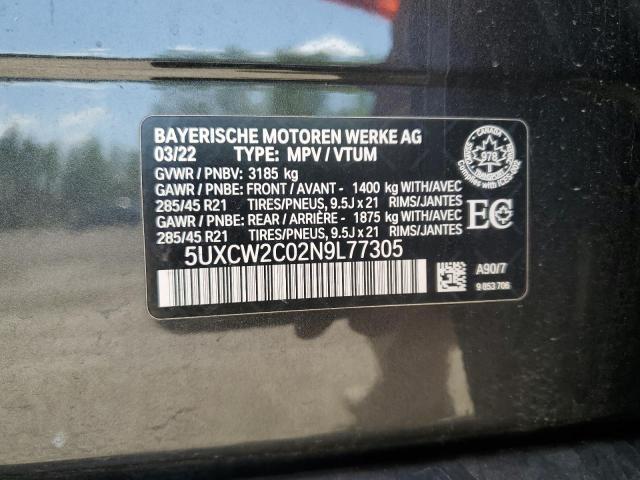 BAYERISCHE MOTOREN WERKE AG
03/22 TYPE: MPV / VTUM
GVWR / PNBV: 3185 kg
GAWR / PNBE: FRONT / AVANT - 1400 kg WITH/AVEC
285/45 R21 TIRES/PNEUS, 9.5J x 21 RIMS/JANTES
GAWR / PNBE: REAR / ARRIÈRE - 1875 kg WITH/AVEC
285/45 R21 TIRES/PNEUS, 9.5J x 21 RIMS/JANTES
5UXCW2C02N9L77305
CANADA
978
TRANSPORT
EC
A90/7
9 853 706